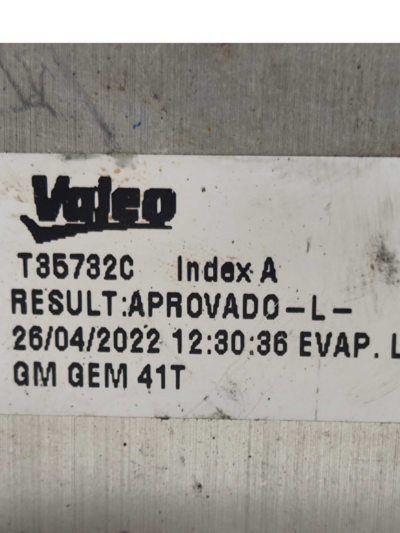 Valeo
T35732C Index A
RESULT:APROVADO-L-
26/04/2022 12:30:36 EVAP. L
GM GEM 41T